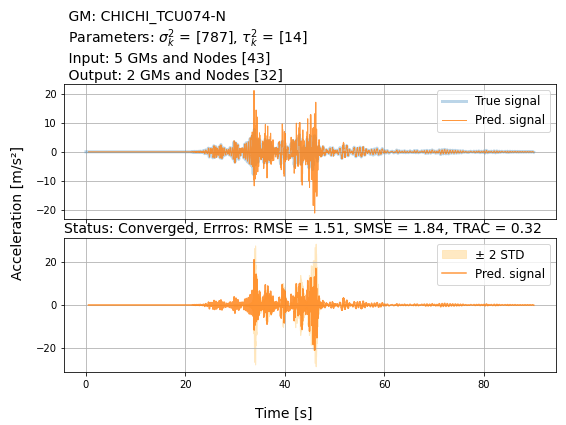 GM: CHICHI_TCU074-N
Parameters: σ²ₖ = [787], τ²ₖ = [14]
Input: 5 GMs and Nodes [43]
Output: 2 GMs and Nodes [32]
20
10
0
−10
−20
True signal
Pred. signal
Acceleration [m/s²]
Status: Converged, Errros: RMSE = 1.51, SMSE = 1.84, TRAC = 0.32
20
0
−20
± 2 STD
Pred. signal
0 20 40 60 80
Time [s]